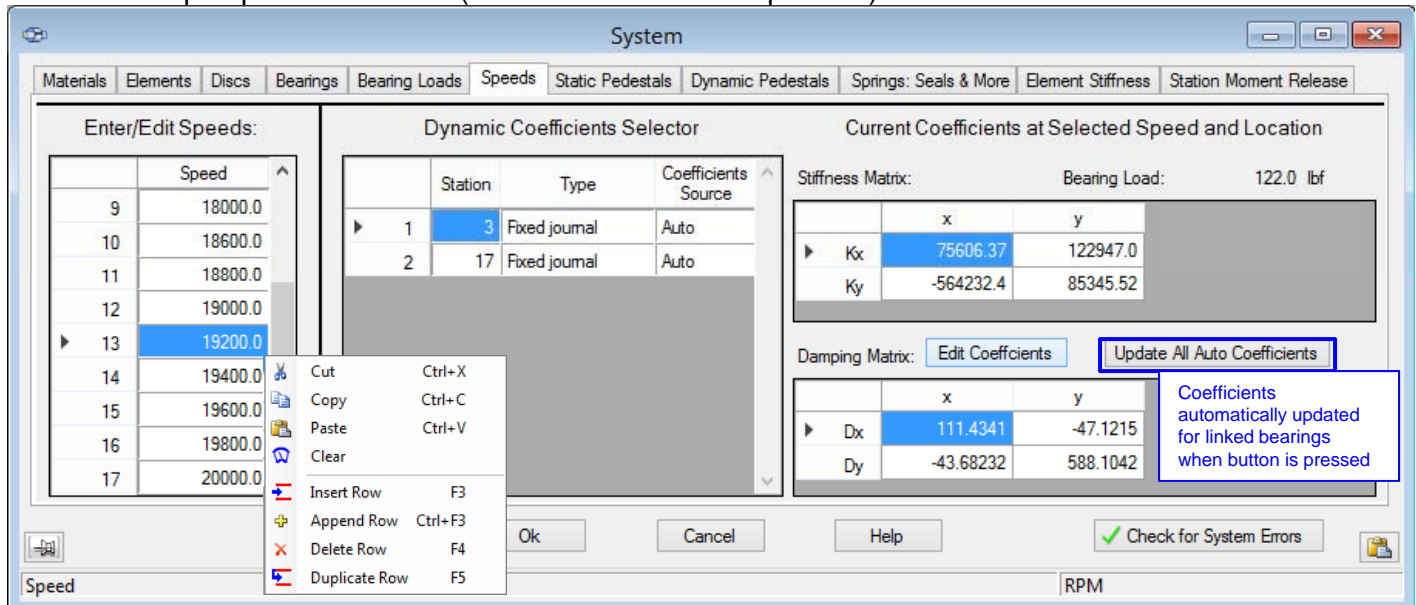 System
Materials Elements Discs Bearings Bearing Loads Speeds Static Pedestals Dynamic Pedestals Springs: Seals & More Element Stiffness Station Moment Release
Enter/Edit Speeds:
Speed
9 18000.0
10 18600.0
11 18800.0
12 19000.0
13 19200.0
14 19400.0
15 19600.0
16 19800.0
17 20000.0
Cut Ctrl+X
Copy Ctrl+C
Paste Ctrl+V
Clear
Insert Row F3
Append Row Ctrl+F3
Delete Row F4
Duplicate Row F5
Dynamic Coefficients Selector
Station Type Coefficients
Source
1 3 Fixed journal Auto
2 17 Fixed journal Auto
Current Coefficients at Selected Speed and Location
Stiffness Matrix: Bearing Load: 122.0 lbf
x y
Kx 75606.37 122947.0
Ky -564232.4 85345.52
Damping Matrix: Edit Coeffcients Update All Auto Coefficients
x y
Dx 111.4341 -47.1215
Dy -43.68232 588.1042
Coefficients
automatically updated
for linked bearings
when button is pressed
Ok Cancel Help Check for System Errors
Speed RPM